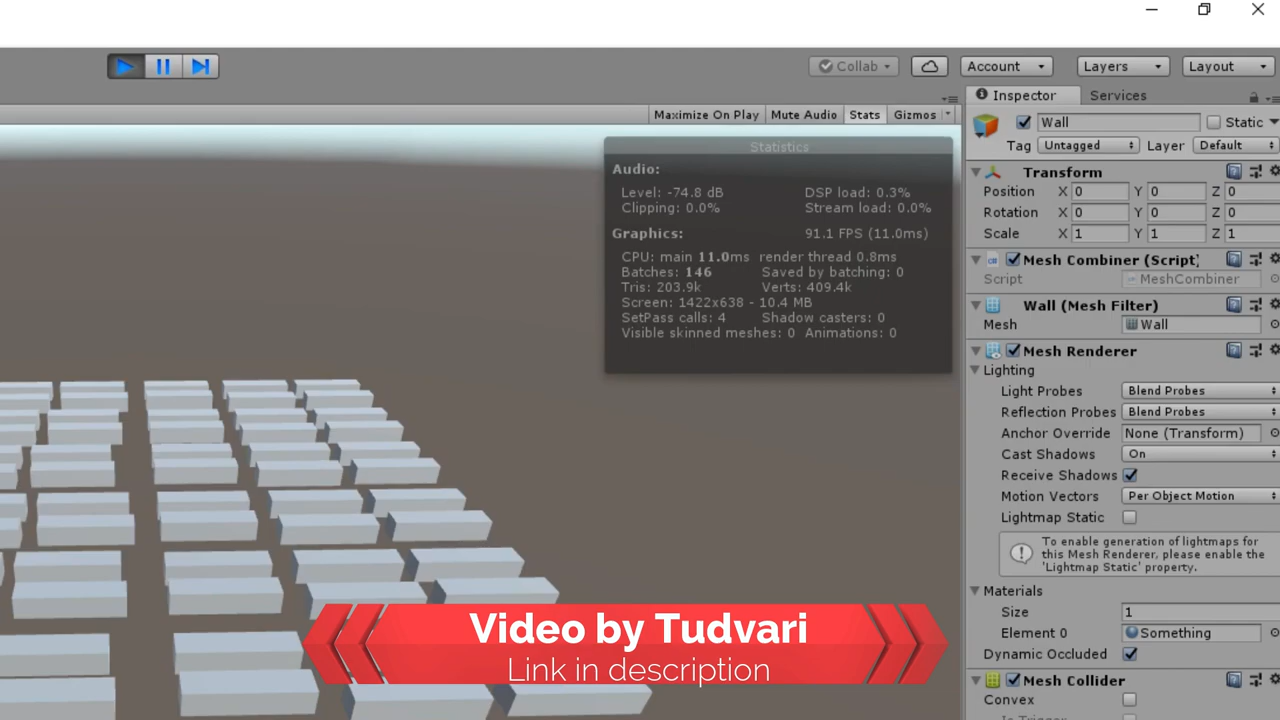 Collab
Account
Layers
Layout
Maximize On Play
Mute Audio
Stats
Gizmos
Inspector
Services
Wall
Static
Tag
Untagged
Layer
Default
Transform
Position X 0 Y 0 Z 0
Rotation X 0 Y 0 Z 0
Scale X 1 Y 1 Z 1
Mesh Combiner (Script)
Script MeshCombiner
Wall (Mesh Filter)
Mesh Wall
Mesh Renderer
Lighting
Light Probes Blend Probes
Reflection Probes Blend Probes
Anchor Override None (Transform)
Cast Shadows On
Receive Shadows
Motion Vectors Per Object Motion
Lightmap Static
To enable generation of lightmaps for
this Mesh Renderer, please enable the
'Lightmap Static' property.
Materials
Size 1
Element 0 Something
Dynamic Occluded
Mesh Collider
Convex
Is Trigger
Statistics
Audio:
Level: -74.8 dB DSP load: 0.3%
Clipping: 0.0% Stream load: 0.0%
Graphics: 91.1 FPS (11.0ms)
CPU: main 11.0ms render thread 0.8ms
Batches: 146 Saved by batching: 0
Tris: 203.9k Verts: 409.4k
Screen: 1422x638 - 10.4 MB
SetPass calls: 4 Shadow casters: 0
Visible skinned meshes: 0 Animations: 0
Video by Tudvari
Link in description